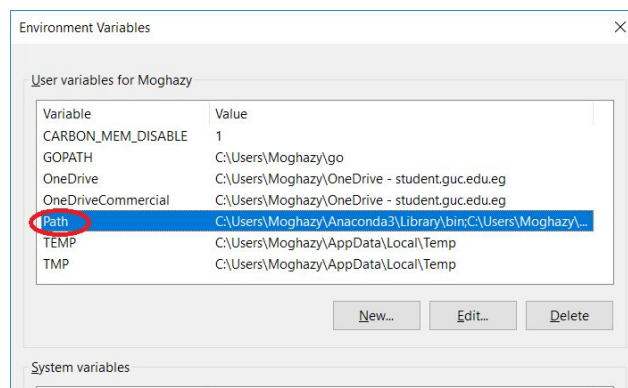 Environment Variables
User variables for Moghazy
Variable Value
CARBON_MEM_DISABLE 1
GOPATH C:\Users\Moghazy\go
OneDrive C:\Users\Moghazy\OneDrive - student.guc.edu.eg
OneDriveCommercial C:\Users\Moghazy\OneDrive - student.guc.edu.eg
Path C:\Users\Moghazy\Anaconda3\Library\bin;C:\Users\Moghazy\...
TEMP C:\Users\Moghazy\AppData\Local\Temp
TMP C:\Users\Moghazy\AppData\Local\Temp
New... Edit... Delete
System variables